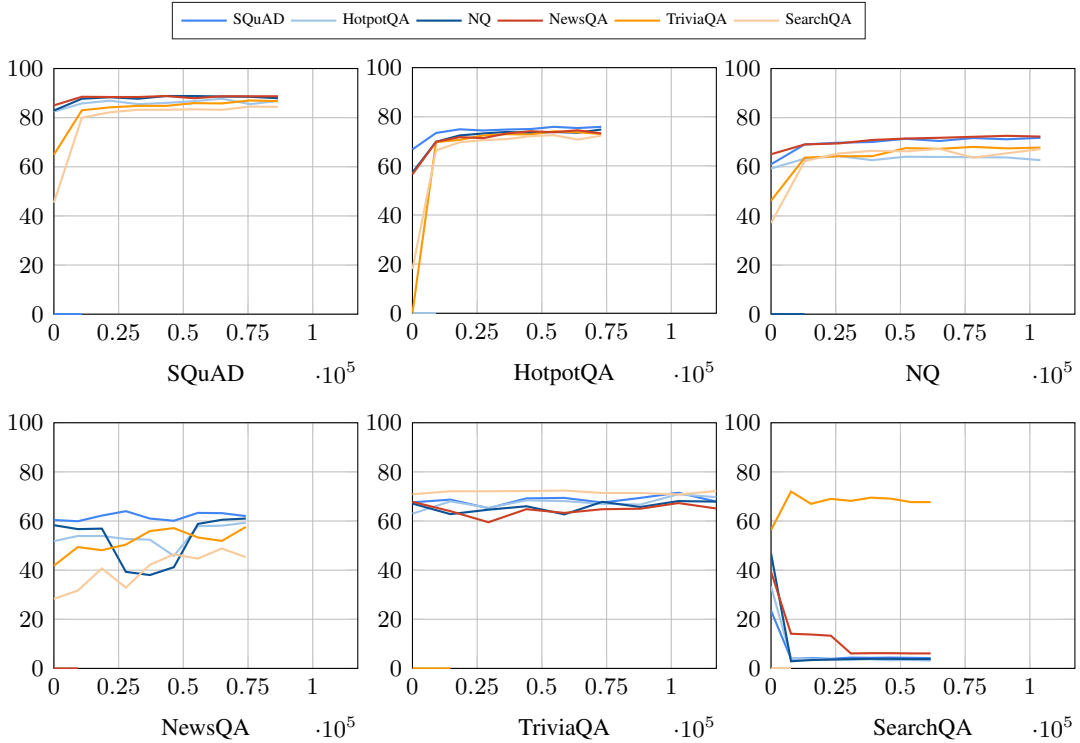 SQuAD HotpotQA NQ NewsQA TriviaQA SearchQA
100 100 100
80 80 80
60 60 60
40 40 40
20 20 20
0 0 0
0 0.25 0.5 0.75 1 0 0.25 0.5 0.75 1 0 0.25 0.5 0.75 1
SQuAD ·10^5 HotpotQA ·10^5 NQ ·10^5
100 100 100
80 80 80
60 60 60
40 40 40
20 20 20
0 0 0
0 0.25 0.5 0.75 1 0 0.25 0.5 0.75 1 0 0.25 0.5 0.75 1
NewsQA ·10^5 TriviaQA ·10^5 SearchQA ·10^5